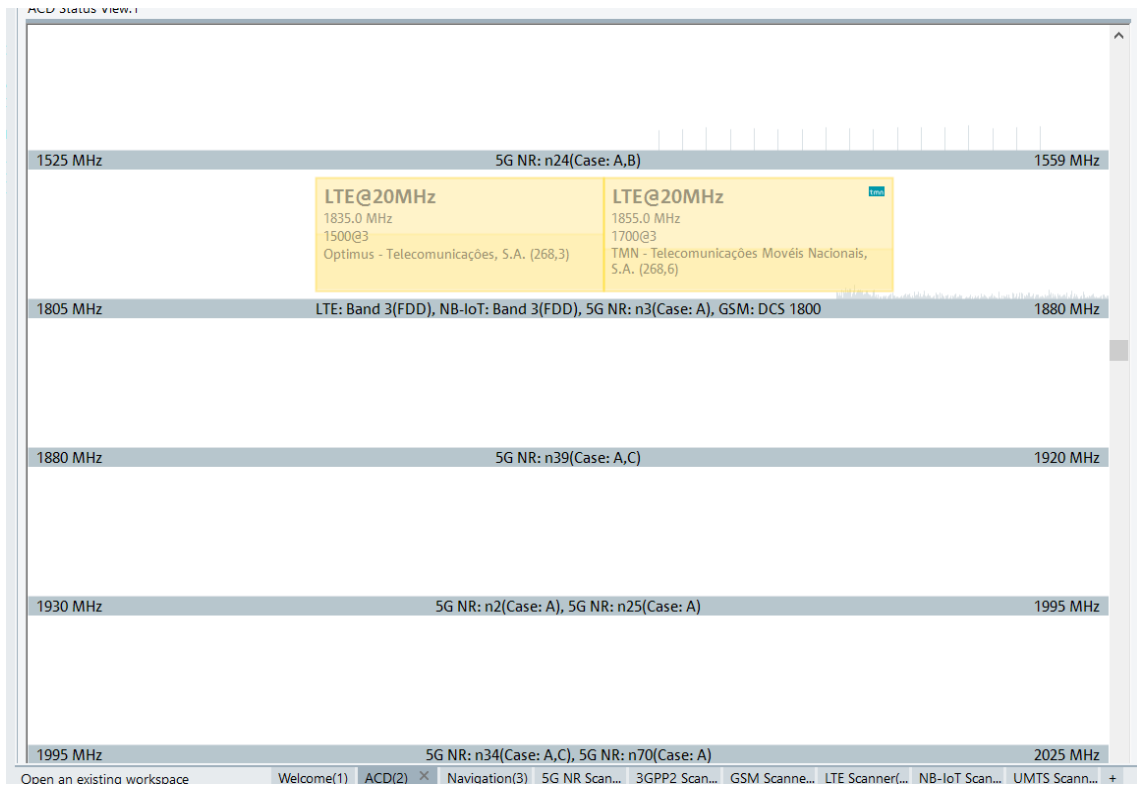 ACD Status View:1
1525 MHz 5G NR: n24(Case: A,B) 1559 MHz
LTE@20MHz
1835.0 MHz
1500@3
Optimus - Telecomunicações, S.A. (268,3)
LTE@20MHz tmn
1855.0 MHz
1700@3
TMN - Telecomunicações Movéis Nacionais,
S.A. (268,6)
1805 MHz LTE: Band 3(FDD), NB-IoT: Band 3(FDD), 5G NR: n3(Case: A), GSM: DCS 1800 1880 MHz
1880 MHz 5G NR: n39(Case: A,C) 1920 MHz
1930 MHz 5G NR: n2(Case: A), 5G NR: n25(Case: A) 1995 MHz
1995 MHz 5G NR: n34(Case: A,C), 5G NR: n70(Case: A) 2025 MHz
Open an existing workspace Welcome(1) ACD(2) × Navigation(3) 5G NR Scan... 3GPP2 Scan... GSM Scanne... LTE Scanner(... NB-IoT Scan... UMTS Scann... +